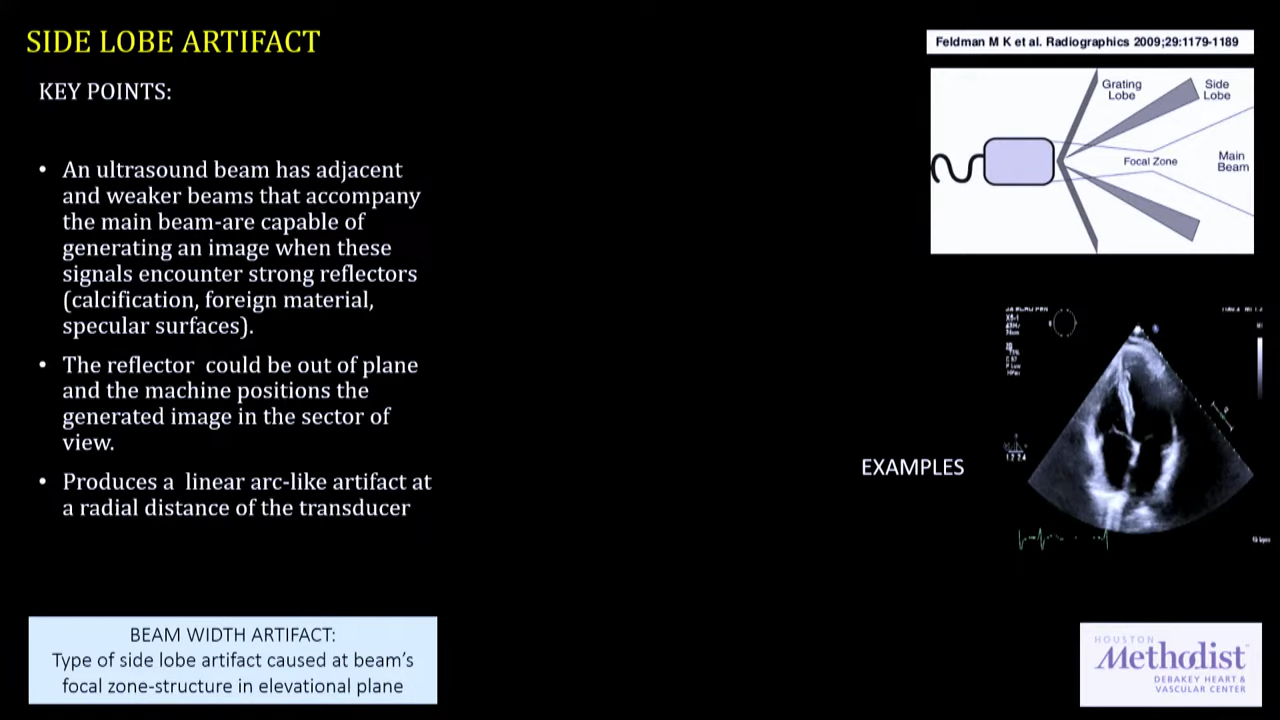 SIDE LOBE ARTIFACT
KEY POINTS:
• An ultrasound beam has adjacent
and weaker beams that accompany
the main beam-are capable of
generating an image when these
signals encounter strong reflectors
(calcification, foreign material,
specular surfaces).
• The reflector could be out of plane
and the machine positions the
generated image in the sector of
view.
• Produces a linear arc-like artifact at
a radial distance of the transducer
BEAM WIDTH ARTIFACT:
Type of side lobe artifact caused at beam's
focal zone-structure in elevational plane
Feldman M K et al. Radiographics 2009;29:1179-1189
Grating
Lobe
Side
Lobe
Focal Zone
Main
Beam
EXAMPLES
X5-1
HOUSTON
Methodist
DEBAKEY HEART &
VASCULAR CENTER